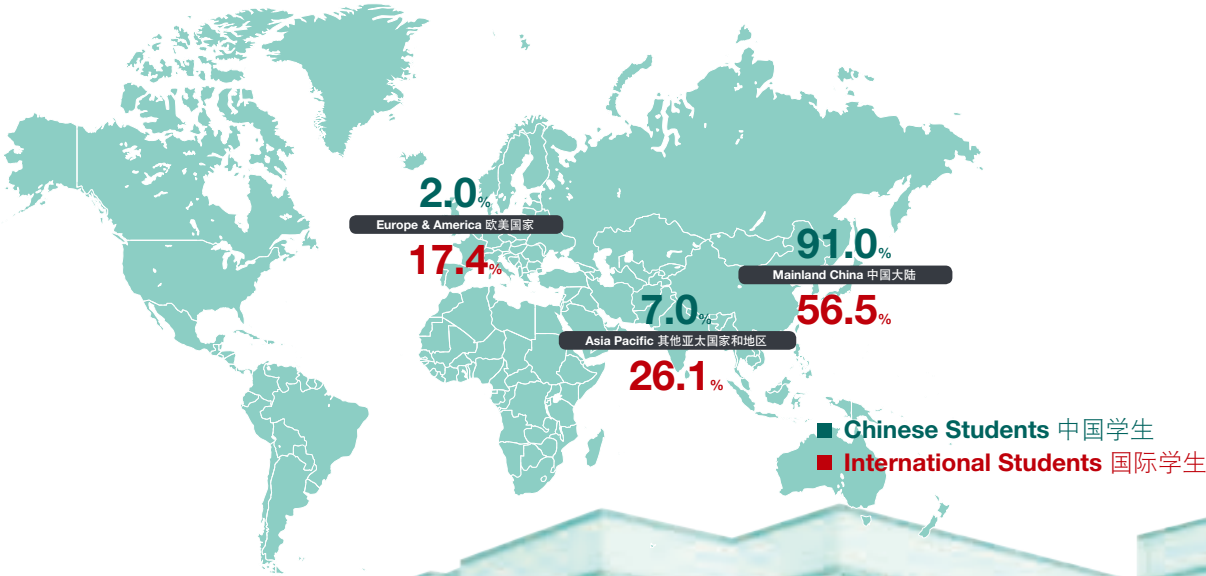 2.0%
Europe & America 欧美国家
17.4%
91.0%
Mainland China 中国大陆
56.5%
7.0%
Asia Pacific 其他亚太国家和地区
26.1%
Chinese Students 中国学生
International Students 国际学生